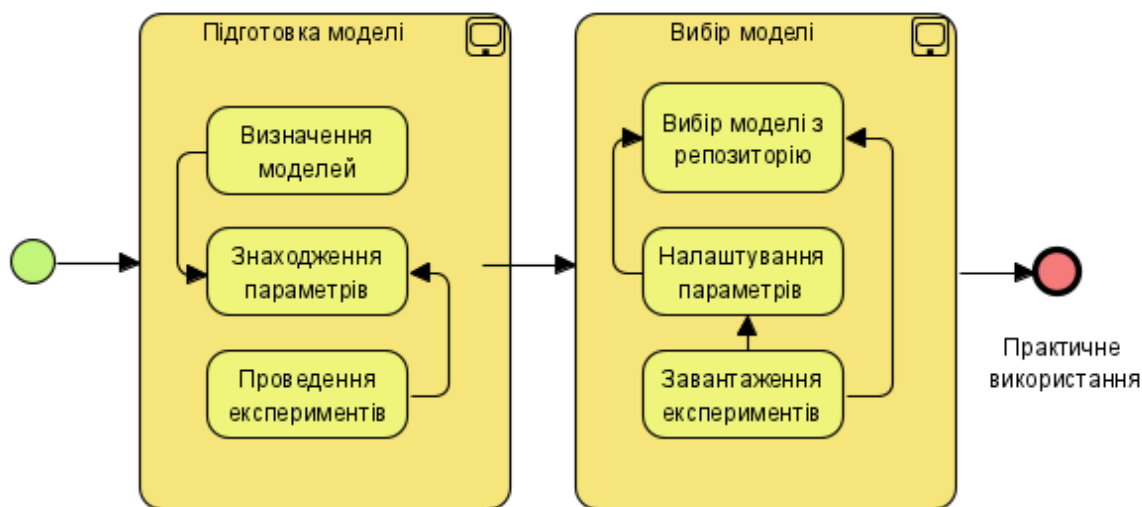 Підготовка моделі
Визначення
моделей
Знаходження
параметрів
Проведення
експериментів
Вибір моделі
Вибір моделі з
репозиторію
Налаштування
параметрів
Завантаження
експериментів
Практичне
використання